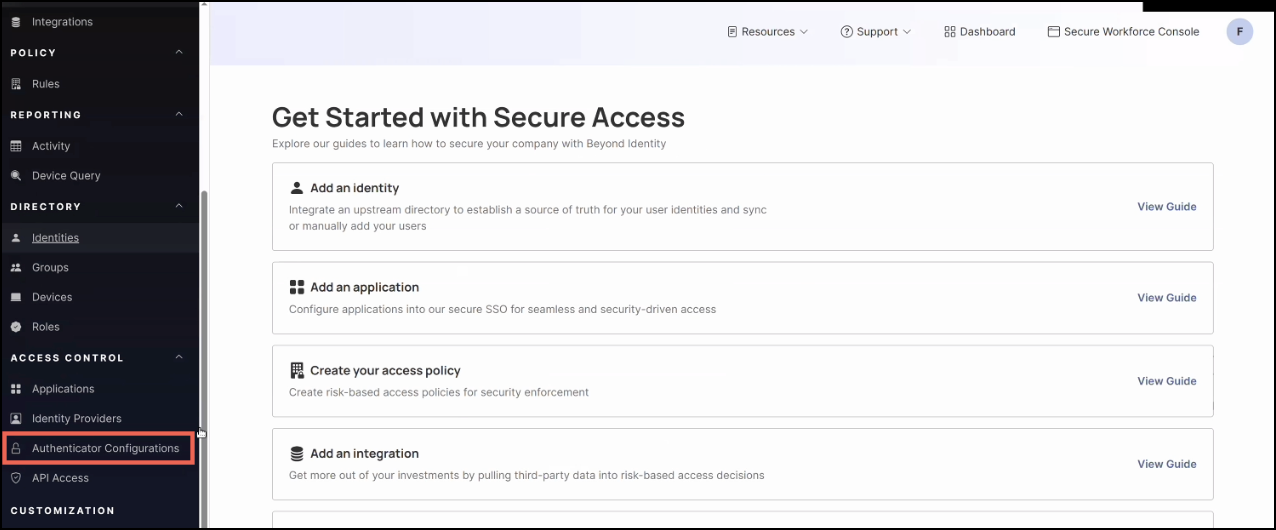 Integrations
POLICY
Rules
REPORTING
Activity
Device Query
DIRECTORY
Identities
Groups
Devices
Roles
ACCESS CONTROL
Applications
Identity Providers
Authenticator Configurations
API Access
CUSTOMIZATION
Resources
Support
Dashboard
Secure Workforce Console
F
Get Started with Secure Access
Explore our guides to learn how to secure your company with Beyond Identity
Add an identity
Integrate an upstream directory to establish a source of truth for your user identities and sync
or manually add your users
View Guide
Add an application
Configure applications into our secure SSO for seamless and security-driven access
View Guide
Create your access policy
Create risk-based access policies for security enforcement
View Guide
Add an integration
Get more out of your investments by pulling third-party data into risk-based access decisions
View Guide